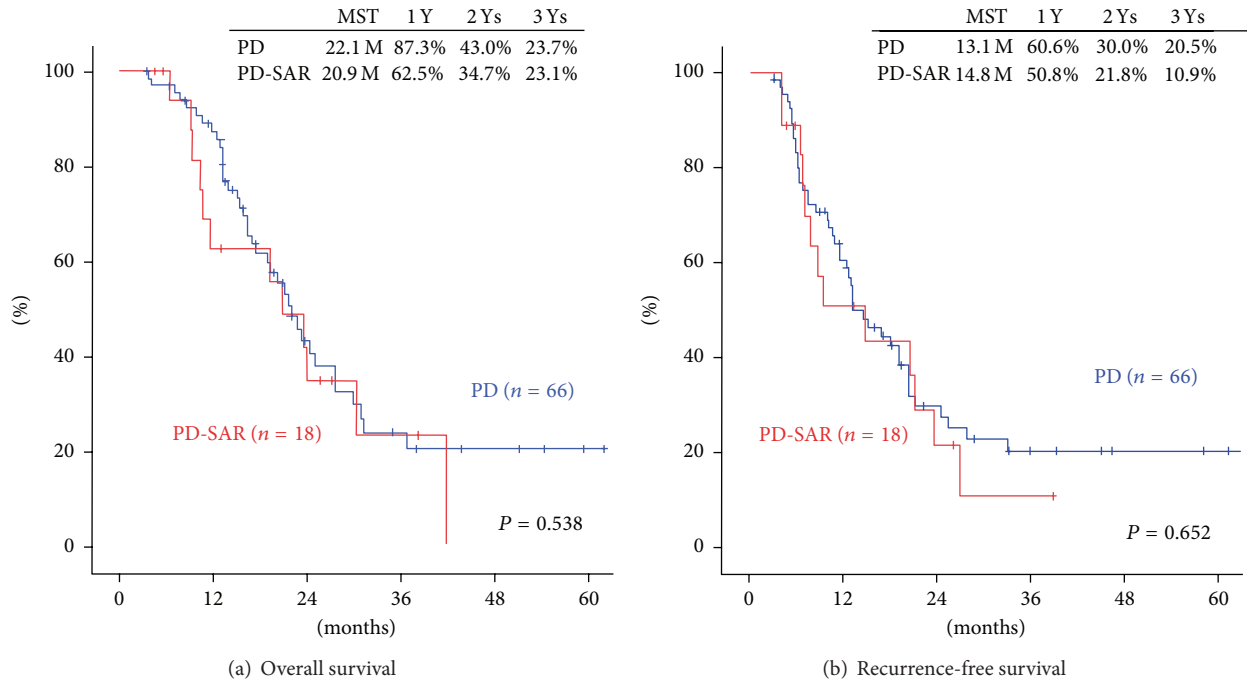 MST 1 Y 2 Ys 3 Ys
PD 22.1 M 87.3% 43.0% 23.7%
PD-SAR 20.9 M 62.5% 34.7% 23.1%
100
80
60
40
20
0
(%)
PD (n = 66)
PD-SAR (n = 18)
P = 0.538
0 12 24 36 48 60
(months)
(a) Overall survival
MST 1 Y 2 Ys 3 Ys
PD 13.1 M 60.6% 30.0% 20.5%
PD-SAR 14.8 M 50.8% 21.8% 10.9%
100
80
60
40
20
0
(%)
PD (n = 66)
PD-SAR (n = 18)
P = 0.652
0 12 24 36 48 60
(months)
(b) Recurrence-free survival